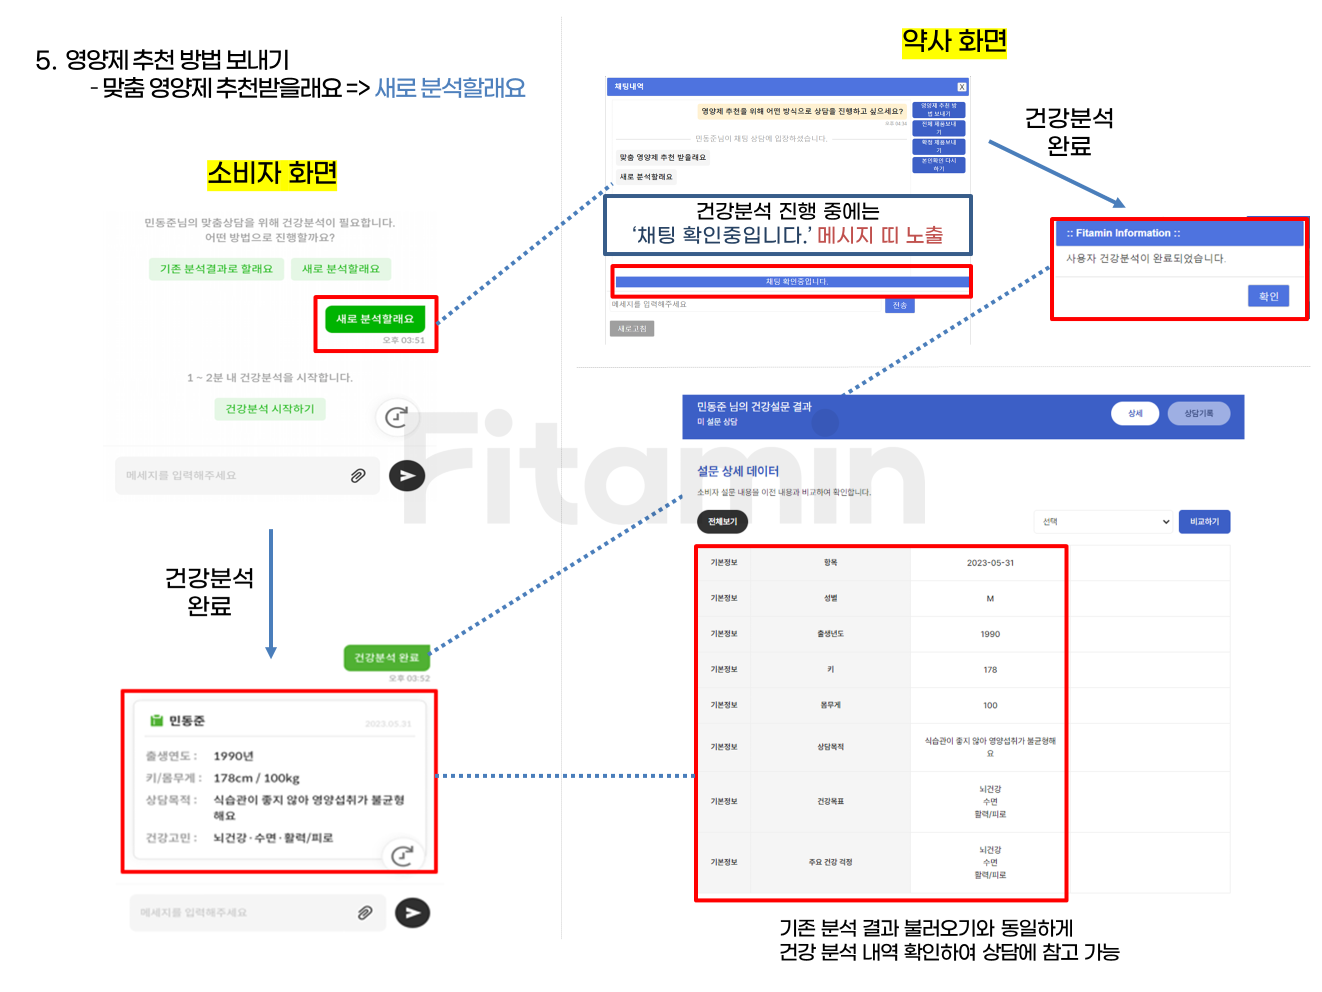 5. 영양제 추천 방법 보내기
- 맞춤 영양제 추천받을래요 => 새로 분석할래요
소비자 화면
민동준님의 맞춤상담을 위해 건강분석이 필요합니다.
어떤 방법으로 진행할까요?
기존 분석결과로 할래요
새로 분석할래요
새로 분석할래요
오후 03:51
1 ~ 2분 내 건강분석을 시작합니다.
건강분석 시작하기
메세지를 입력해주세요
건강분석
완료
건강분석 완료
오후 03:52
민동준
2023.05.31
출생연도 : 1990년
키/몸무게 : 178cm / 100kg
상담목적 : 식습관이 좋지 않아 영양섭취가 불균형
해요
건강고민 : 뇌건강 · 수면 · 활력/피로
메세지를 입력해주세요
약사 화면
채팅내역
X
영양제 추천을 위해 어떤 방식으로 상담을 진행하고 싶으세요?
오후 03:34
민동준님이 채팅 상담에 입장하셨습니다.
맞춤 영양제 추천 받을래요
새로 분석할래요
영양제 추천 방
법 보내기
전체 제품보내
기
확정 제품보내
기
본인확인 다시
하기
건강분석 진행 중에는
‘채팅 확인중입니다.’ 메시지 띠 노출
채팅 확인중입니다.
메세지를 입력해주세요
전송
새로고침
건강분석
완료
:: Fitamin Information ::
사용자 건강분석이 완료되었습니다.
확인
민동준 님의 건강설문 결과
미 설문 상담
상세
상담기록
설문 상세 데이터
소비자 설문 내용을 이전 내용과 비교하여 확인합니다.
전체보기
선택
비교하기
기본정보 항목 2023-05-31
기본정보 성별 M
기본정보 출생년도 1990
기본정보 키 178
기본정보 몸무게 100
기본정보 상담목적 식습관이 좋지 않아 영양섭취가 불균형해
요
기본정보 건강목표 뇌건강
수면
활력/피로
기본정보 주요 건강 걱정 뇌건강
수면
활력/피로
기존 분석 결과 불러오기와 동일하게
건강 분석 내역 확인하여 상담에 참고 가능
Fitamin